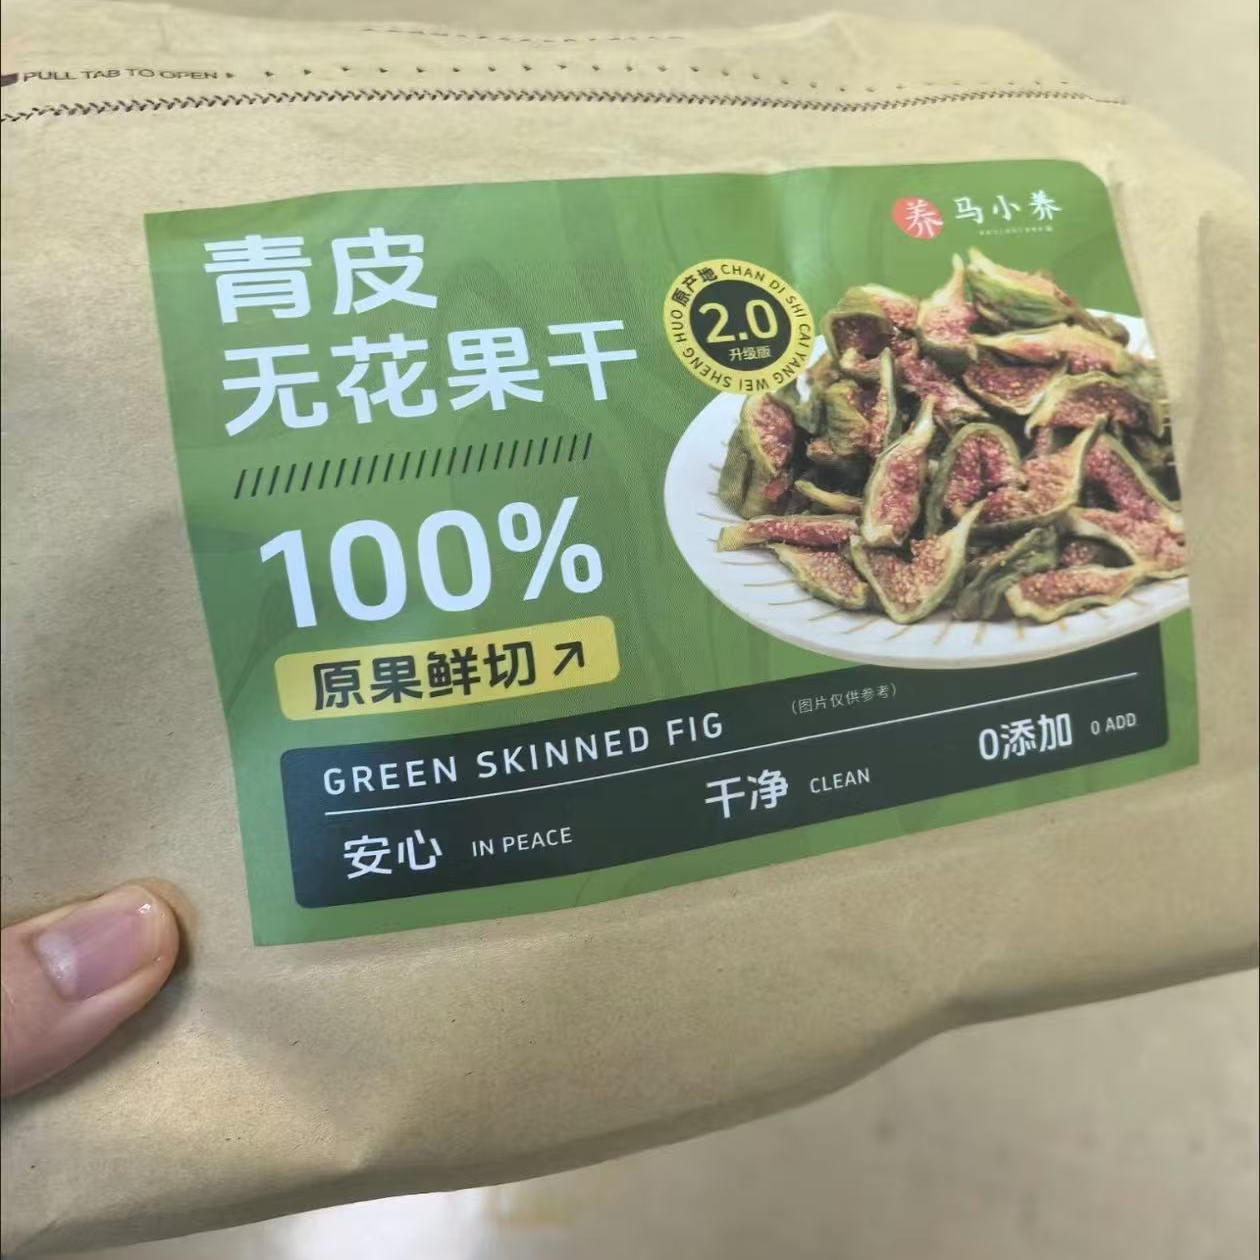 PULL TAB TO OPEN
养 马小养
青皮
无花果干
原产地 CHAN DI SHI CAI YANG WEI SHENG HUO
2.0
升级版
100%
原果鲜切
GREEN SKINNED FIG
(图片仅供参考)
安心 IN PEACE
干净 CLEAN
0添加 0 ADD